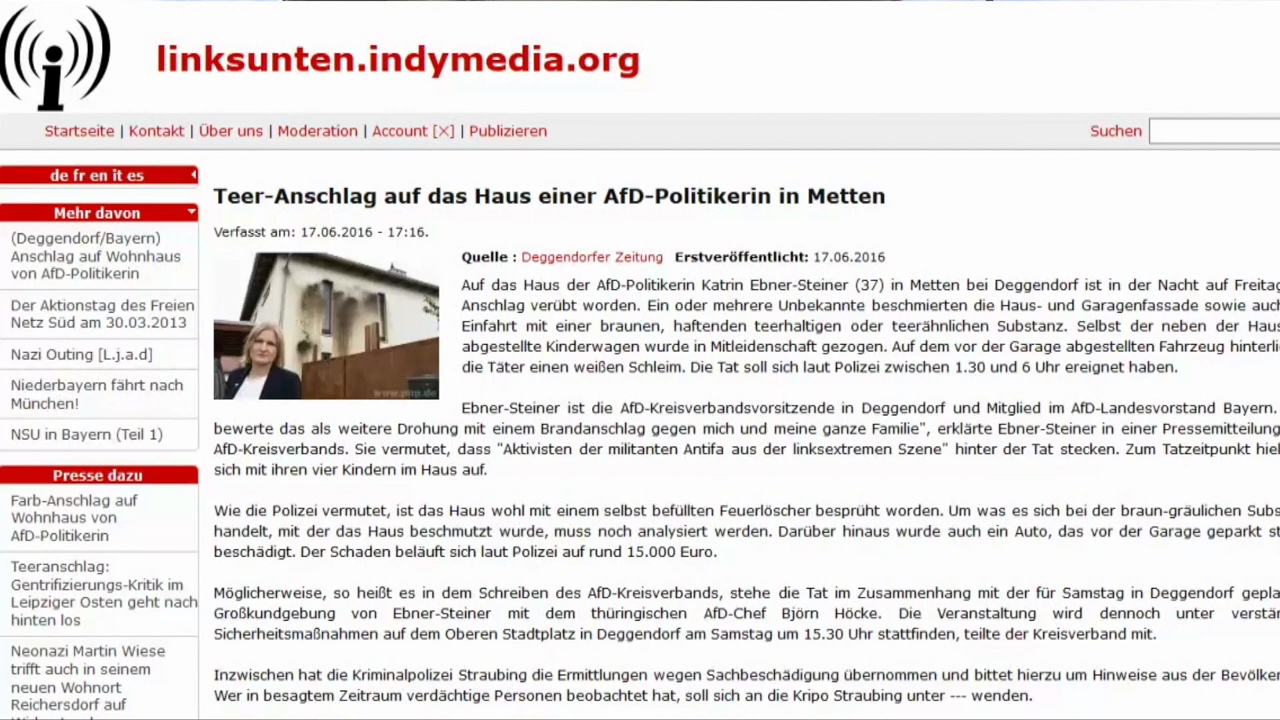 linksunten.indymedia.org
Startseite | Kontakt | Über uns | Moderation | Account [X] | Publizieren
Suchen
de fr en it es
Mehr davon
(Deggendorf/Bayern)
Anschlag auf Wohnhaus
von AfD-Politikerin
Der Aktionstag des Freien
Netz Süd am 30.03.2013
Nazi Outing [L.j.a.d]
Niederbayern fährt nach
München!
NSU in Bayern (Teil 1)
Presse dazu
Farb-Anschlag auf
Wohnhaus von
AfD-Politikerin
Teeranschlag:
Gentrifizierungs-Kritik im
Leipziger Osten geht nach
hinten los
Neonazi Martin Wiese
trifft auch in seinem
neuen Wohnort
Reichersdorf auf
Teer-Anschlag auf das Haus einer AfD-Politikerin in Metten
Verfasst am: 17.06.2016 - 17:16.
www.pnp.de
Quelle : Deggendorfer Zeitung Erstveröffentlicht: 17.06.2016
Auf das Haus der AfD-Politikerin Katrin Ebner-Steiner (37) in Metten bei Deggendorf ist in der Nacht auf Freitag
Anschlag verübt worden. Ein oder mehrere Unbekannte beschmierten die Haus- und Garagenfassade sowie auch
Einfahrt mit einer braunen, haftenden teerhaltigen oder teerähnlichen Substanz. Selbst der neben der Haus
abgestellte Kinderwagen wurde in Mitleidenschaft gezogen. Auf dem vor der Garage abgestellten Fahrzeug hinterli
die Täter einen weißen Schleim. Die Tat soll sich laut Polizei zwischen 1.30 und 6 Uhr ereignet haben.
Ebner-Steiner ist die AfD-Kreisverbandsvorsitzende in Deggendorf und Mitglied im AfD-Landesvorstand Bayern.
bewerte das als weitere Drohung mit einem Brandanschlag gegen mich und meine ganze Familie", erklärte Ebner-Steiner in einer Pressemitteilung
AfD-Kreisverbands. Sie vermutet, dass "Aktivisten der militanten Antifa aus der linksextremen Szene" hinter der Tat stecken. Zum Tatzeitpunkt hiel
sich mit ihren vier Kindern im Haus auf.
Wie die Polizei vermutet, ist das Haus wohl mit einem selbst befüllten Feuerlöscher besprüht worden. Um was es sich bei der braun-gräulichen Subs
handelt, mit der das Haus beschmutzt wurde, muss noch analysiert werden. Darüber hinaus wurde auch ein Auto, das vor der Garage geparkt st
beschädigt. Der Schaden beläuft sich laut Polizei auf rund 15.000 Euro.
Möglicherweise, so heißt es in dem Schreiben des AfD-Kreisverbands, stehe die Tat im Zusammenhang mit der für Samstag in Deggendorf gepla
Großkundgebung von Ebner-Steiner mit dem thüringischen AfD-Chef Björn Höcke. Die Veranstaltung wird dennoch unter verstär
Sicherheitsmaßnahmen auf dem Oberen Stadtplatz in Deggendorf am Samstag um 15.30 Uhr stattfinden, teilte der Kreisverband mit.
Inzwischen hat die Kriminalpolizei Straubing die Ermittlungen wegen Sachbeschädigung übernommen und bittet hierzu um Hinweise aus der Bevölker
Wer in besagtem Zeitraum verdächtige Personen beobachtet hat, soll sich an die Kripo Straubing unter --- wenden.